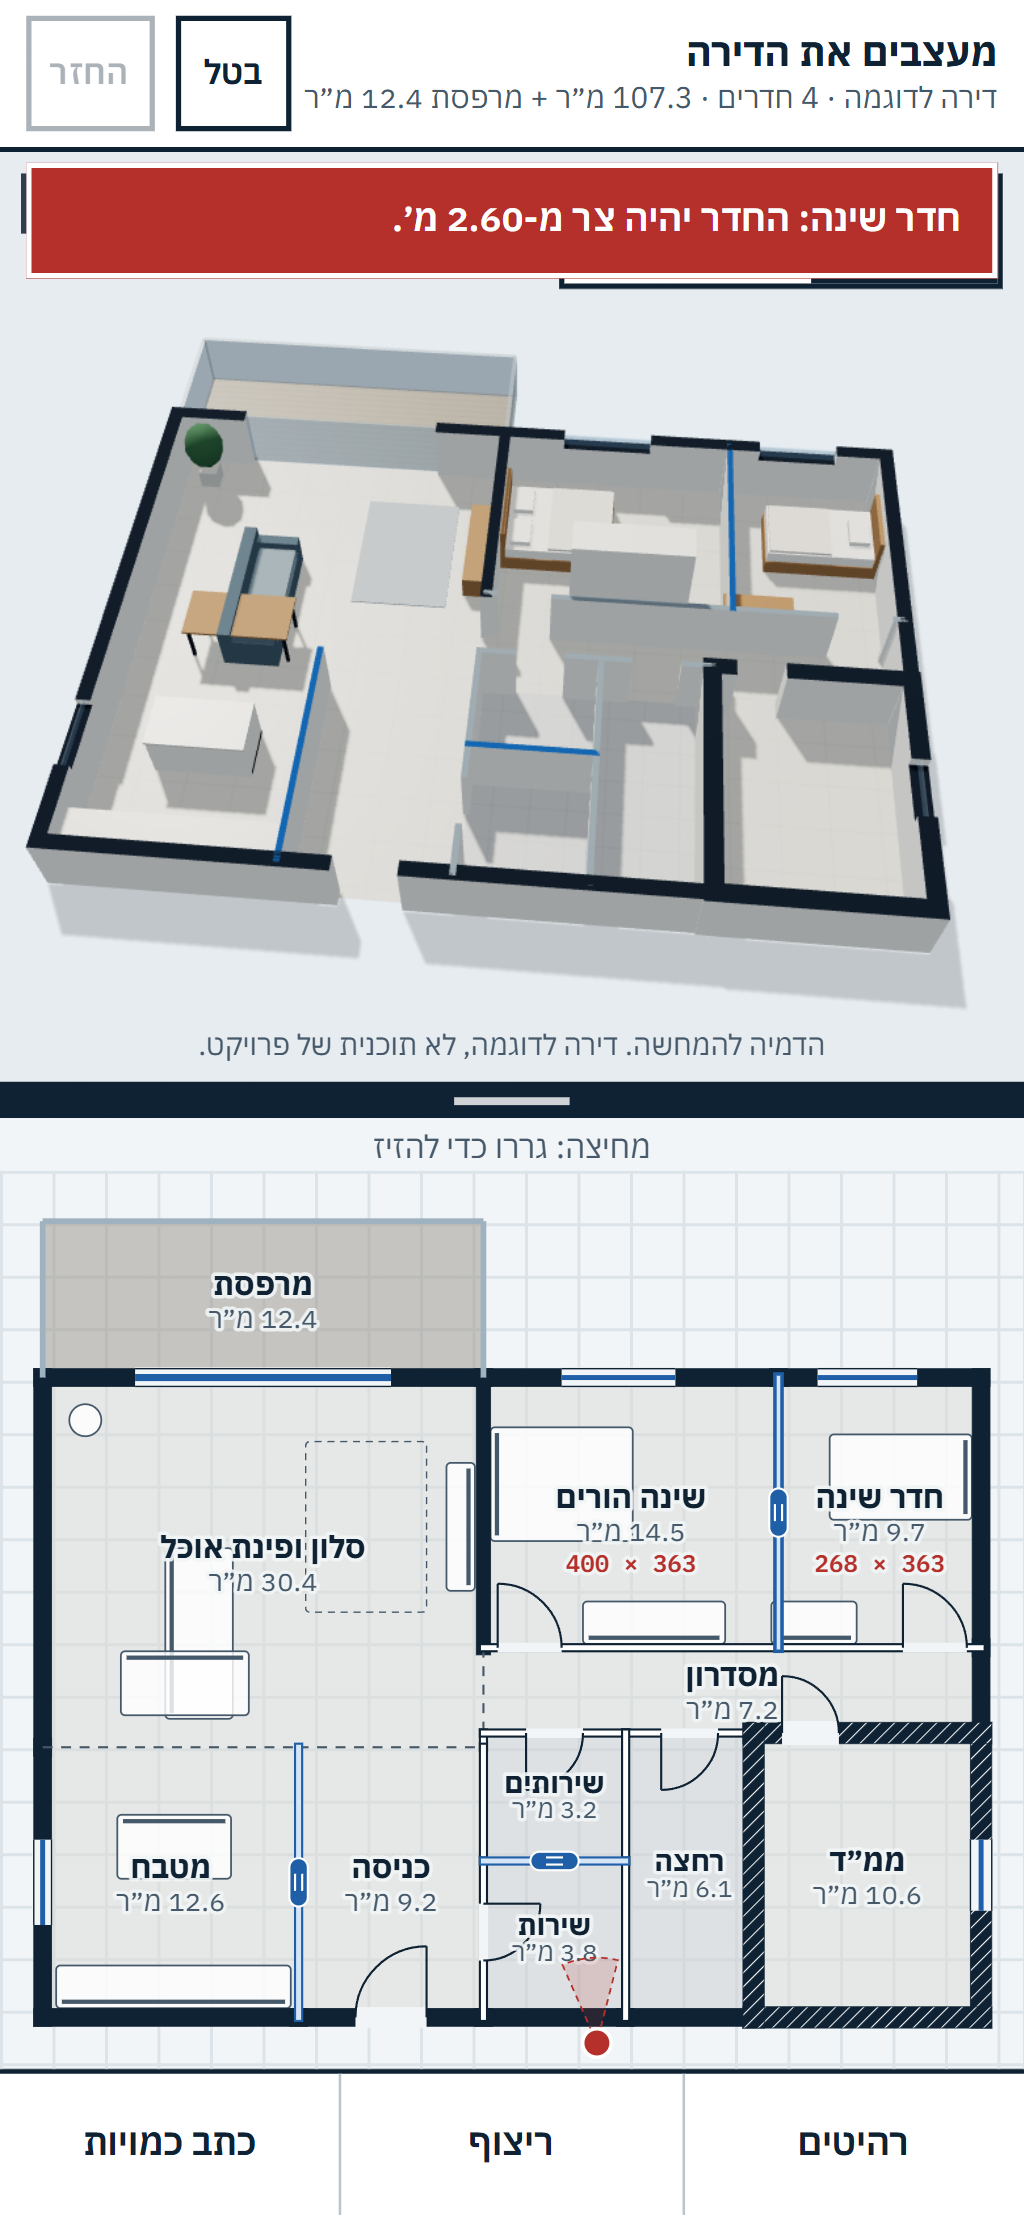 מעצבים את הדירה
דירה לדוגמה · 4 חדרים · 107.3 מ״ר + מרפסת 12.4 מ״ר
בטל
החזר
חדר שינה: החדר יהיה צר מ-2.60 מ׳.
הדמיה להמחשה. דירה לדוגמה, לא תוכנית של פרויקט.
מחיצה: גררו כדי להזיז
מרפסת
12.4 מ״ר
חדר שינה
9.7 מ״ר
268 × 363
שינה הורים
14.5 מ״ר
400 × 363
סלון ופינת אוכל
30.4 מ״ר
מסדרון
7.2 מ״ר
שירותים
3.2 מ״ר
ממ״ד
10.6 מ״ר
רחצה
6.1 מ״ר
כניסה
9.2 מ״ר
מטבח
12.6 מ״ר
שירות
3.8 מ״ר
רהיטים
ריצוף
כתב כמויות